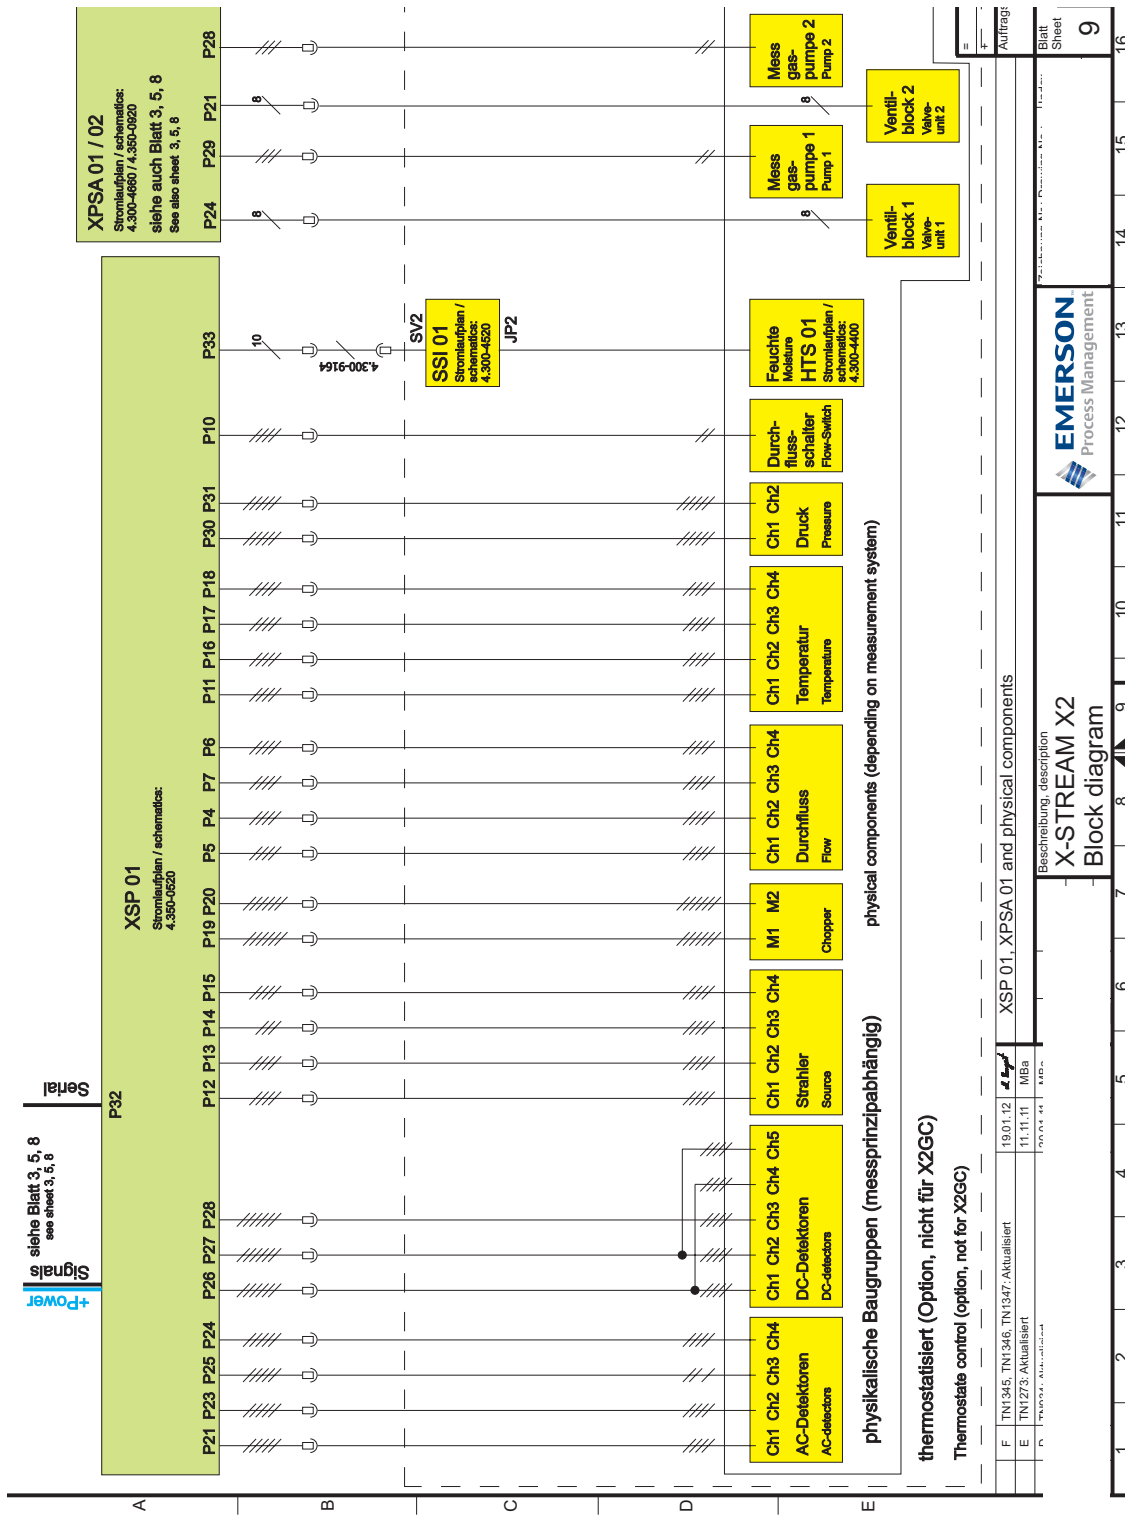 +Power
Signals
siehe Blatt 3, 5, 8
see sheet 3, 5, 8
Serial
P32
XSP 01
Stromlaufplan / schematics:
4.350-0520
XPSA 01 / 02
Stromlaufplan / schematics:
4.300-4660 / 4.350-0920
siehe auch Blatt 3, 5, 8
See also sheet 3, 5, 8
P21 P23 P25 P24 P26 P27 P28 P12 P13 P14 P15 P19 P20 P5 P4 P7 P6 P11 P16 P17 P18 P30 P31 P10 P33 P24 P29 P21 P28
10
8
8
4.300-9164
SV2
SSI 01
Stromlaufplan /
schematics:
4.300-4520
JP2
8
8
Ch1 Ch2 Ch3 Ch4
AC-Detektoren
AC-detectors
Ch1 Ch2 Ch3 Ch4 Ch5
DC-Detektoren
DC-detectors
Ch1 Ch2 Ch3 Ch4
Strahler
Source
M1 M2
Chopper
Ch1 Ch2 Ch3 Ch4
Durchfluss
Flow
Ch1 Ch2 Ch3 Ch4
Temperatur
Temperature
Ch1 Ch2
Druck
Pressure
Durch-
fluss-
schalter
Flow-Switch
Feuchte
Moisture
HTS 01
Stromlaufplan /
schematics:
4.300-4400
Ventil-
block 1
Valve-
unit 1
Mess
gas-
pumpe 1
Pump 1
Ventil-
block 2
Valve-
unit 2
Mess
gas-
pumpe 2
Pump 2
physikalische Baugruppen (messprinzipabhängig)
physical components (depending on measurement system)
thermostatisiert (Option, nicht für X2GC)
Thermostate control (option, not for X2GC)
F TN1345, TN1346, TN1347: Aktualisiert 19.01.12
E TN1273: Aktualisiert 11.11.11 MBa
XSP 01, XPSA 01 and physical components
Beschreibung, description
X-STREAM X2
Block diagram
EMERSON
Process Management
=
+
Auftrags
Blatt
Sheet
9
1 2 3 4 5 6 7 8 9 10 11 12 13 14 15 16
A
B
C
D
E